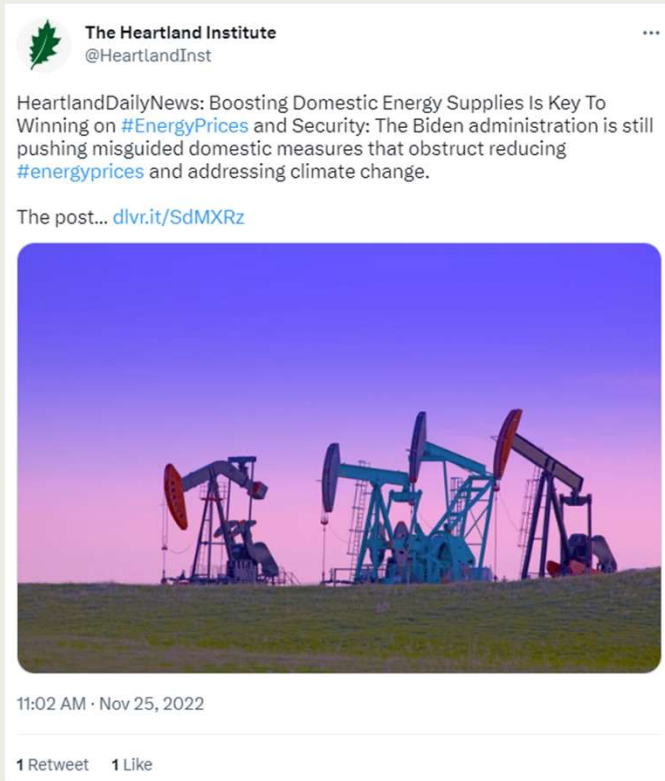 The Heartland Institute
@HeartlandInst
HeartlandDailyNews: Boosting Domestic Energy Supplies Is Key To
Winning on #EnergyPrices and Security: The Biden administration is still
pushing misguided domestic measures that obstruct reducing
#energyprices and addressing climate change.
The post... dlvr.it/SdMXRz
11:02 AM · Nov 25, 2022
1 Retweet 1 Like